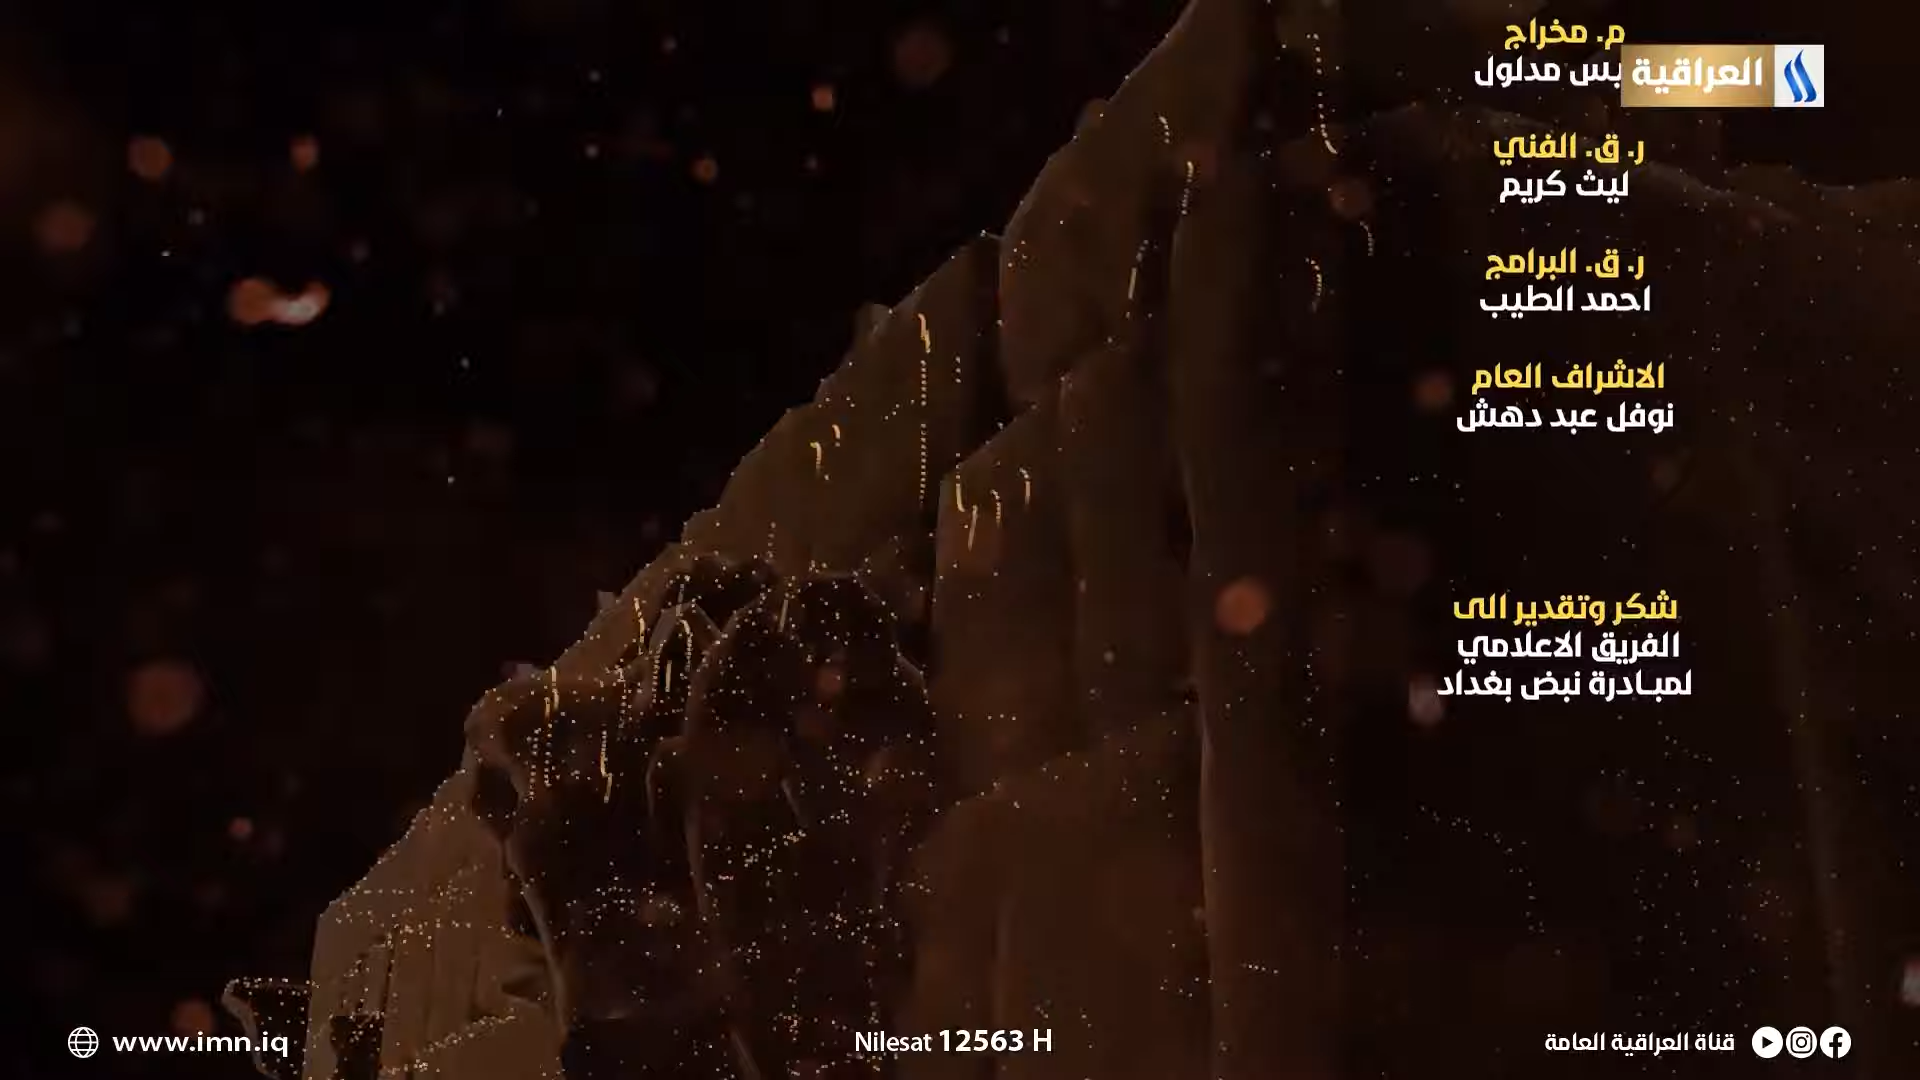 م. مخراج
مدلول
العراقية
ر. ق. الفني
ليث كريم
ر. ق. البرامج
احمد الطيب
الاشراف العام
نوفل عبد دهش
شكر وتقدير الى
الفريق الاعلامي
لمبادرة نبض بغداد
www.imn.iq
Nilesat 12563 H
قناة العراقية العامة